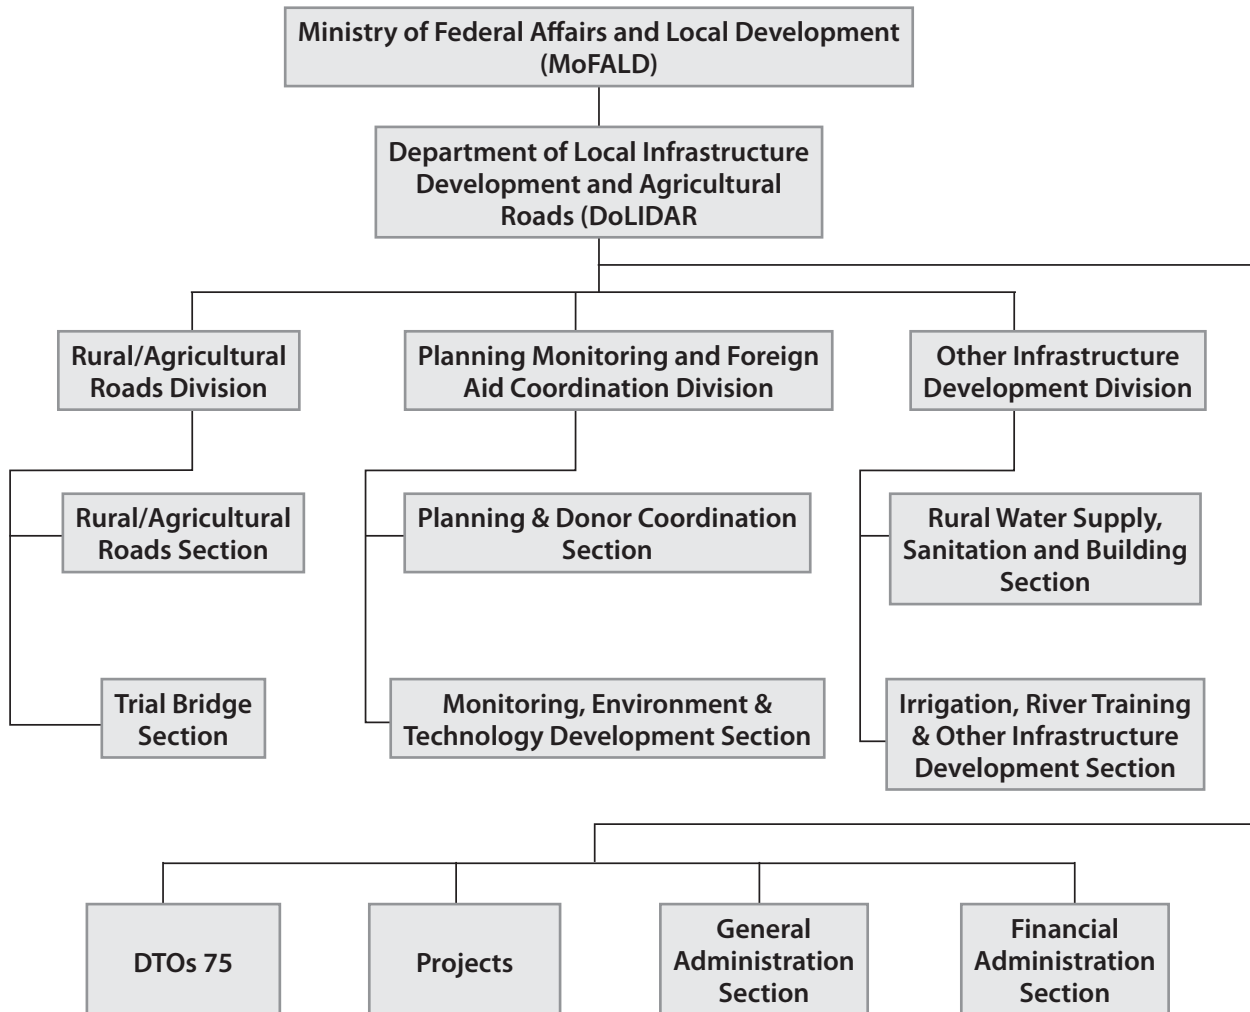 Ministry of Federal Affairs and Local Development
(MoFALD)
Department of Local Infrastructure
Development and Agricultural
Roads (DoLIDAR
Rural/Agricultural
Roads Division
Planning Monitoring and Foreign
Aid Coordination Division
Other Infrastructure
Development Division
Rural/Agricultural
Roads Section
Planning & Donor Coordination
Section
Rural Water Supply,
Sanitation and Building
Section
Trial Bridge
Section
Monitoring, Environment &
Technology Development Section
Irrigation, River Training
& Other Infrastructure
Development Section
DTOs 75
Projects
General
Administration
Section
Financial
Administration
Section